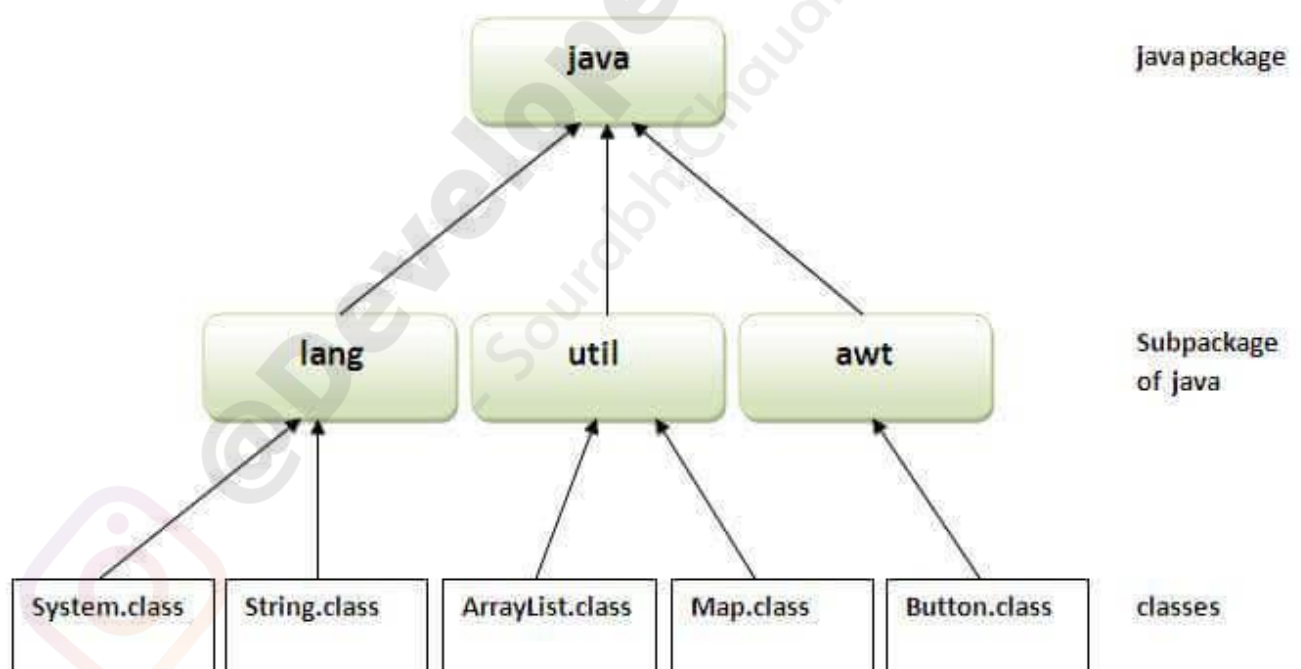 java
java package
lang
util
awt
Subpackage
of java
System.class
String.class
ArrayList.class
Map.class
Button.class
classes